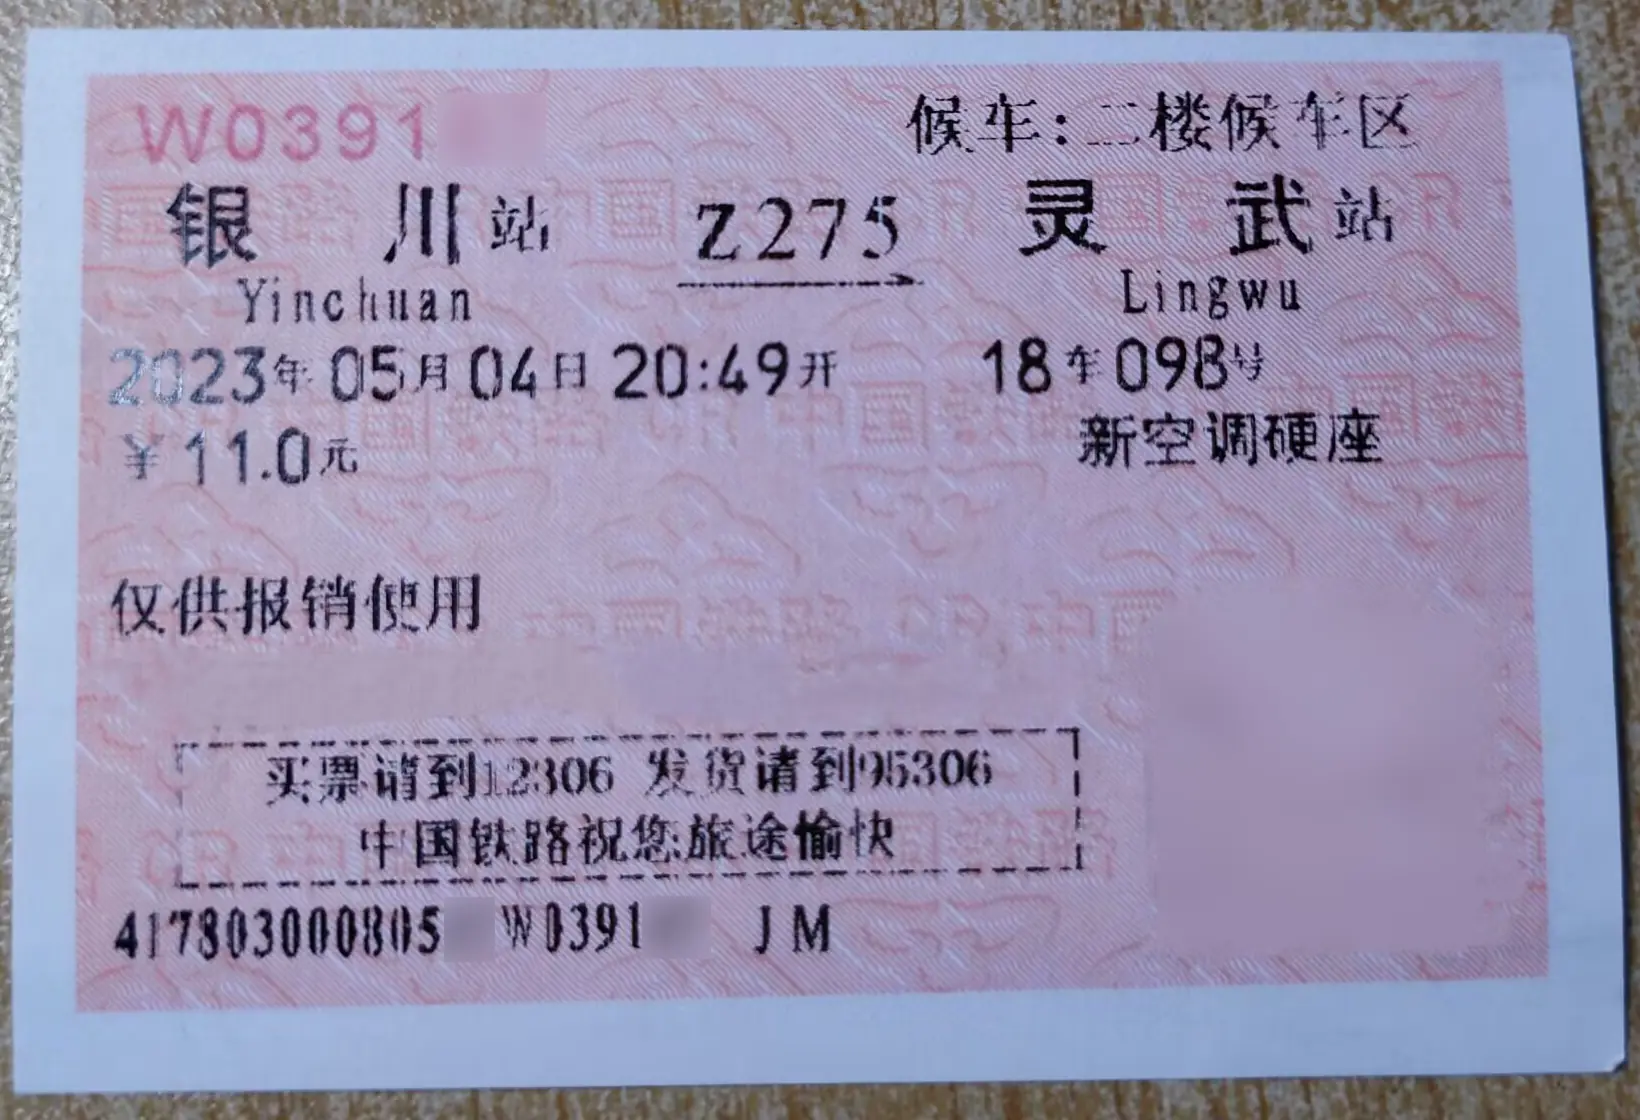 W0391
候车:二楼候车区
银川站 Z275 灵武站
Yinchuan Lingwu
2023年05月04日20:49开 18车098号
¥11.0元 新空调硬座
仅供报销使用
买票请到12306 发货请到95306
中国铁路祝您旅途愉快
417803000805 W0391 JM